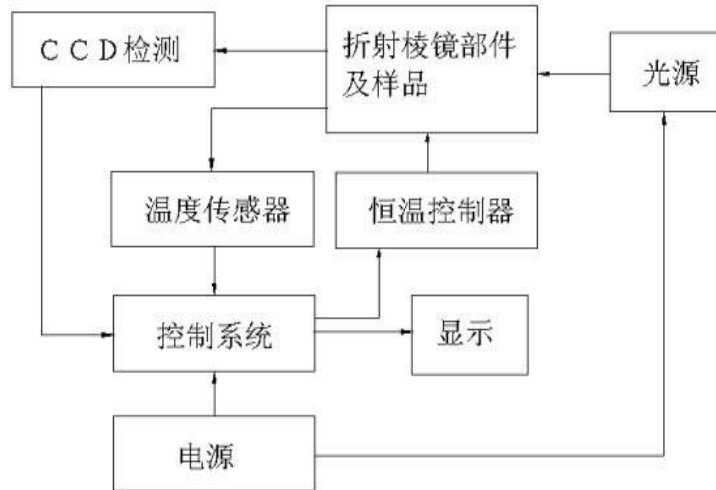 ＣＣＤ检测
折射棱镜部件
及样品
光源
温度传感器
恒温控制器
控制系统
显示
电源